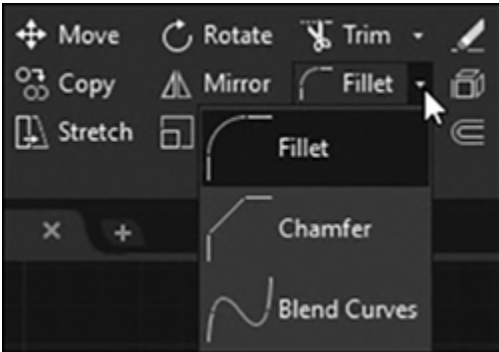 Move Rotate Trim
Copy Mirror Fillet
Stretch
Fillet
Chamfer
Blend Curves